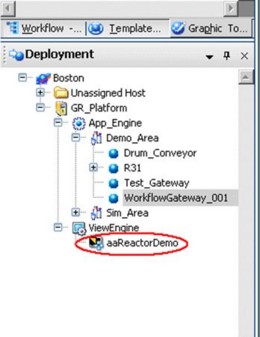 Workflow -... Template... Graphic To...
Deployment
Boston
Unassigned Host
GR_Platform
App_Engine
Demo_Area
Drum_Conveyor
R31
Test_Gateway
WorkflowGateway_001
Sim_Area
ViewEngine
aaReactorDemo